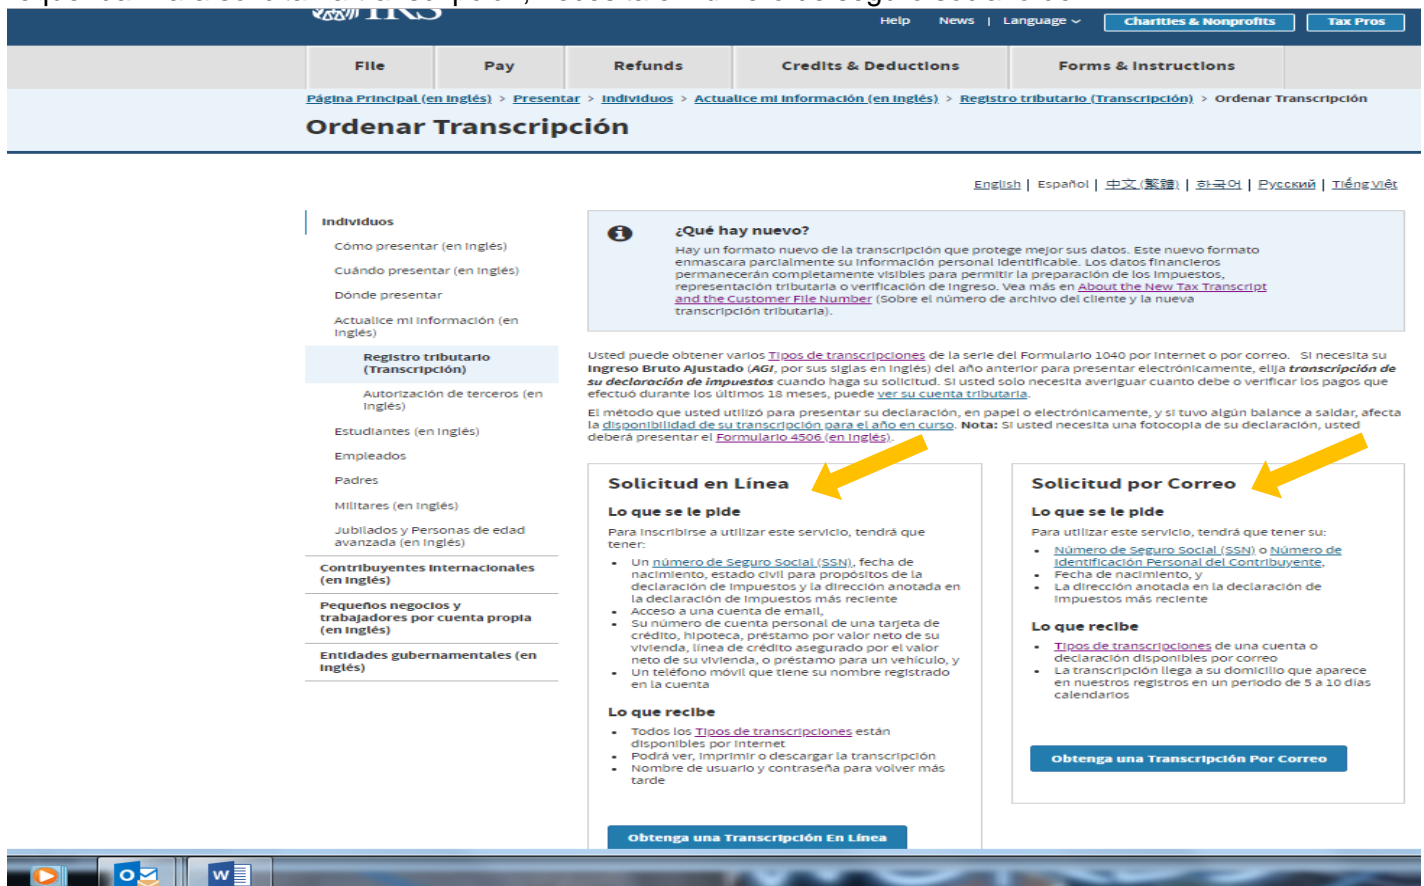 IRS
Help News | Language
Charities & Nonprofits
Tax Pros
File Pay Refunds Credits & Deductions Forms & Instructions
Página Principal (en Inglés) > Presentar > Individuos > Actualice mi Información (en Inglés) > Registro tributario (Transcripción) > Ordenar Transcripción
Ordenar Transcripción
English | Español | 中文 (繁體) | 한국어 | Русский | Tiếng Việt
Individuos
Cómo presentar (en Inglés)
Cuándo presentar (en Inglés)
Dónde presentar
Actualice mi Información (en
Inglés)
Registro tributario
(Transcripción)
Autorización de terceros (en
Inglés)
Estudiantes (en Inglés)
Empleados
Padres
Militares (en Inglés)
Jubilados y Personas de edad
avanzada (en Inglés)
Contribuyentes Internacionales
(en Inglés)
Pequeños negocios y
trabajadores por cuenta propia
(en Inglés)
Entidades gubernamentales (en
Inglés)
¿Qué hay nuevo?
Hay un formato nuevo de la transcripción que protege mejor sus datos. Este nuevo formato
enmascara parcialmente su Información personal Identificable. Los datos financieros
permanecerán completamente visibles para permitir la preparación de los Impuestos,
representación tributaria o verificación de Ingreso. Vea más en About the New Tax Transcript
and the Customer File Number (Sobre el número de archivo del cliente y la nueva
transcripción tributaria).
Usted puede obtener varios Tipos de transcripciones de la serie del Formulario 1040 por Internet o por correo. Si necesita su
Ingreso Bruto Ajustado (AGI, por sus siglas en Inglés) del año anterior para presentar electrónicamente, elija transcripción de
su declaración de impuestos cuando haga su solicitud. Si usted solo necesita averiguar cuanto debe o verificar los pagos que
efectuó durante los últimos 18 meses, puede ver su cuenta tributaria.
El método que usted utilizó para presentar su declaración, en papel o electrónicamente, y si tuvo algún balance a saldar, afecta
la disponibilidad de su transcripción para el año en curso. Nota: Si usted necesita una fotocopia de su declaración, usted
deberá presentar el Formulario 4506 (en Inglés).
Solicitud en Línea
Lo que se le pide
Para Inscribirse a utilizar este servicio, tendrá que
tener:
• Un número de Seguro Social (SSN), fecha de
nacimiento, estado civil para propósitos de la
declaración de Impuestos y la dirección anotada en
la declaración de Impuestos más reciente
• Acceso a una cuenta de email,
• Su número de cuenta personal de una tarjeta de
crédito, hipoteca, préstamo por valor neto de su
vivienda, línea de crédito asegurado por el valor
neto de su vivienda, o préstamo para un vehículo, y
• Un teléfono móvil que tiene su nombre registrado
en la cuenta
Lo que recibe
• Todos los Tipos de transcripciones están
disponibles por Internet
• Podrá ver, Imprimir o descargar la transcripción
• Nombre de usuario y contraseña para volver más
tarde
Obtenga una Transcripción En Línea
Solicitud por Correo
Lo que se le pide
Para utilizar este servicio, tendrá que tener su:
• Número de Seguro Social (SSN) o Número de
Identificación Personal del Contribuyente,
• Fecha de nacimiento, y
• La dirección anotada en la declaración de
Impuestos más reciente
Lo que recibe
• Tipos de transcripciones de una cuenta o
declaración disponibles por correo
• La transcripción llega a su domicilio que aparece
en nuestros registros en un periodo de 5 a 10 días
calendarios
Obtenga una Transcripción Por Correo